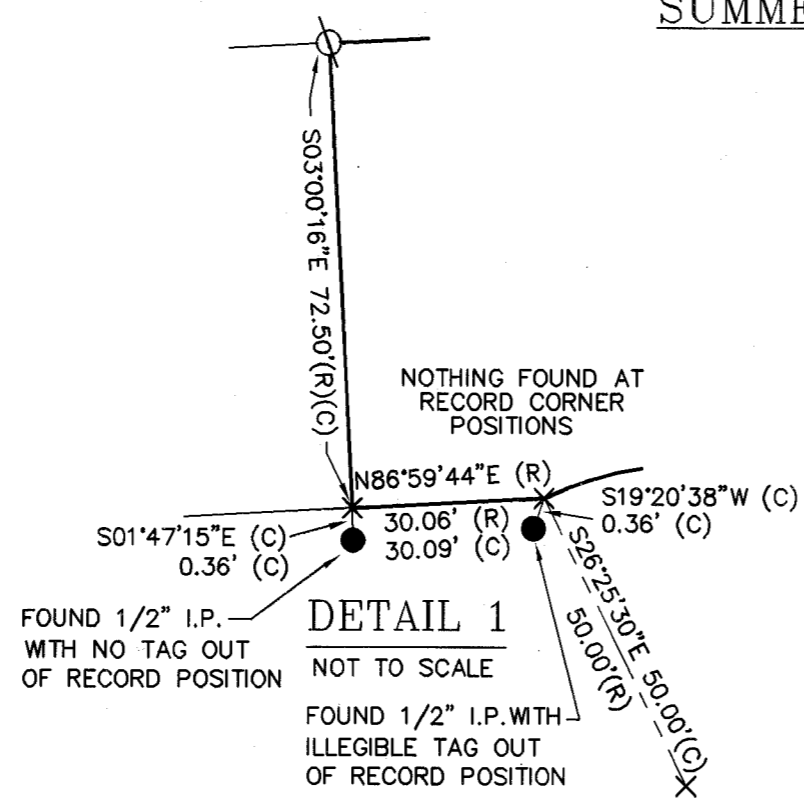 SUMME
S03°00'16"E 72.50'(R)(C)
NOTHING FOUND AT
RECORD CORNER
POSITIONS
N86°59'44"E (R)
30.06' (R)
30.09' (C)
S01°47'15"E (C)
0.36' (C)
S19°20'38"W (C)
0.36' (C)
S26°25'30"E 50.00'(C)
50.00'(R)
FOUND 1/2" I.P.
WITH NO TAG OUT
OF RECORD POSITION
DETAIL 1
NOT TO SCALE
FOUND 1/2" I.P.WITH
ILLEGIBLE TAG OUT
OF RECORD POSITION